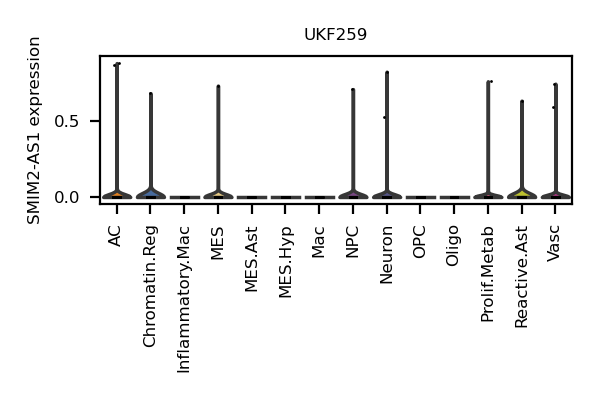 UKF259
SMIM2-AS1 expression
0.5
0.0
AC
Chromatin.Reg
Inflammatory.Mac
MES
MES.Ast
MES.Hyp
Mac
NPC
Neuron
OPC
Oligo
Prolif.Metab
Reactive.Ast
Vasc